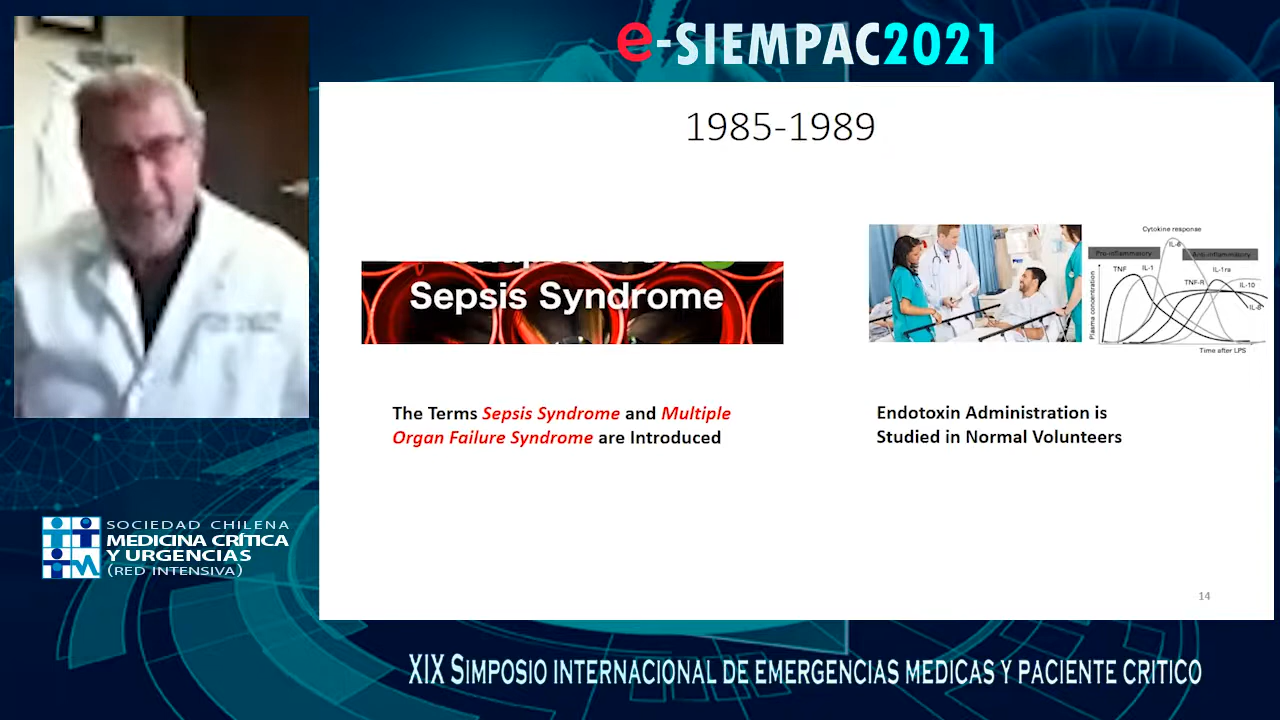 e-SIEMPAC2021
1985-1989
Sepsis Syndrome
Cytokine response
IL-6
Pro-inflammatory
Anti-inflammatory
TNF
IL-1
IL-1ra
TNF-R
IL-10
IL-8
Plasma concentration
Time after LPS
The Terms Sepsis Syndrome and Multiple
Organ Failure Syndrome are Introduced
Endotoxin Administration is
Studied in Normal Volunteers
14
SOCIEDAD CHILENA
MEDICINA CRÍTICA
Y URGENCIAS
(RED INTENSIVA)
XIX SIMPOSIO INTERNACIONAL DE EMERGENCIAS MEDICAS Y PACIENTE CRITICO